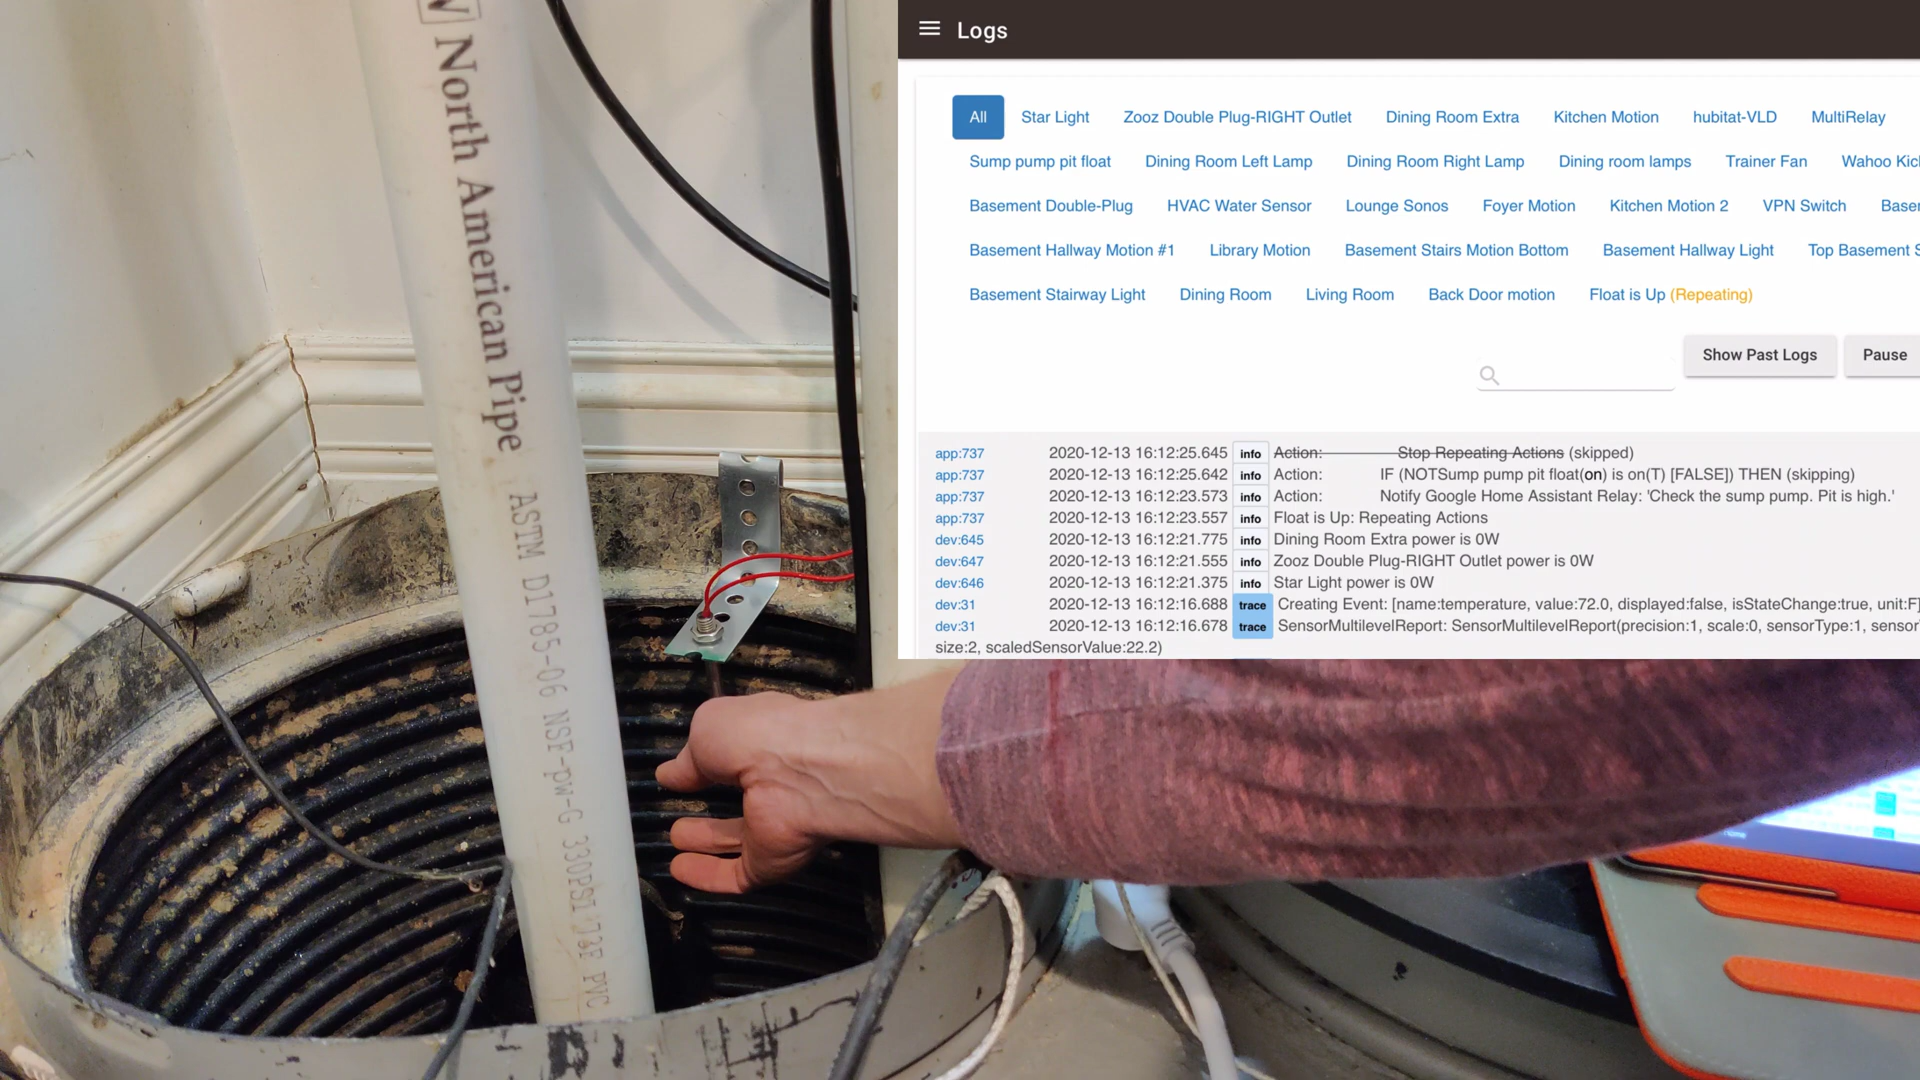 North American Pipe
ASTM D1785-06 NSF-pw-G 330PSI 73F PVC
Logs
All Star Light Zooz Double Plug-RIGHT Outlet Dining Room Extra Kitchen Motion hubitat-VLD MultiRelay
Sump pump pit float Dining Room Left Lamp Dining Room Right Lamp Dining room lamps Trainer Fan Wahoo
Basement Double-Plug HVAC Water Sensor Lounge Sonos Foyer Motion Kitchen Motion 2 VPN Switch
Basement Hallway Motion #1 Library Motion Basement Stairs Motion Bottom Basement Hallway Light Top Basement
Basement Stairway Light Dining Room Living Room Back Door motion Float is Up (Repeating)
Show Past Logs Pause
app:737 2020-12-13 16:12:25.645 info Action: Stop Repeating Actions (skipped)
app:737 2020-12-13 16:12:25.642 info Action: IF (NOTSump pump pit float(on) is on(T) [FALSE]) THEN (skipping)
app:737 2020-12-13 16:12:23.573 info Action: Notify Google Home Assistant Relay: 'Check the sump pump. Pit is high.'
app:737 2020-12-13 16:12:23.557 info Float is Up: Repeating Actions
dev:645 2020-12-13 16:12:21.775 info Dining Room Extra power is 0W
dev:647 2020-12-13 16:12:21.555 info Zooz Double Plug-RIGHT Outlet power is 0W
dev:646 2020-12-13 16:12:21.375 info Star Light power is 0W
dev:31 2020-12-13 16:12:16.688 trace Creating Event: [name:temperature, value:72.0, displayed:false, isStateChange:true, unit:F]
dev:31 2020-12-13 16:12:16.678 trace SensorMultilevelReport: SensorMultilevelReport(precision:1, scale:0, sensorType:1,
size:2, scaledSensorValue:22.2)